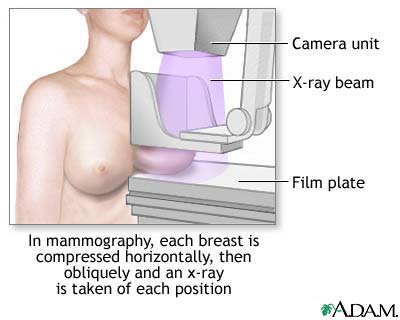 Camera unit
X-ray beam
Film plate
In mammography, each breast is
compressed horizontally, then
obliquely and an x-ray
is taken of each position
A.D.A.M.